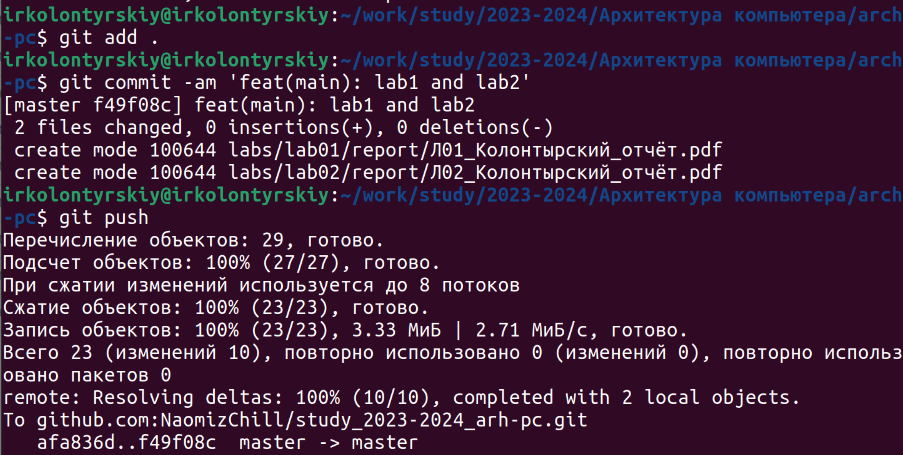 irkolontyrskiy@irkolontyrskiy:~/work/study/2023-2024/Архитектура компьютера/arch
-pc$ git add .
irkolontyrskiy@irkolontyrskiy:~/work/study/2023-2024/Архитектура компьютера/arch
-pc$ git commit -am 'feat(main): lab1 and lab2'
[master f49f08c] feat(main): lab1 and lab2
 2 files changed, 0 insertions(+), 0 deletions(-)
 create mode 100644 labs/lab01/report/Л01_Колонтырский_отчёт.pdf
 create mode 100644 labs/lab02/report/Л02_Колонтырский_отчёт.pdf
irkolontyrskiy@irkolontyrskiy:~/work/study/2023-2024/Архитектура компьютера/arch
-pc$ git push
Перечисление объектов: 29, готово.
Подсчет объектов: 100% (27/27), готово.
При сжатии изменений используется до 8 потоков
Сжатие объектов: 100% (23/23), готово.
Запись объектов: 100% (23/23), 3.33 МиБ | 2.71 МиБ/с, готово.
Всего 23 (изменений 10), повторно использовано 0 (изменений 0), повторно использ
овано пакетов 0
remote: Resolving deltas: 100% (10/10), completed with 2 local objects.
To github.com:NaomizChill/study_2023-2024_arh-pc.git
   afa836d..f49f08c  master -> master